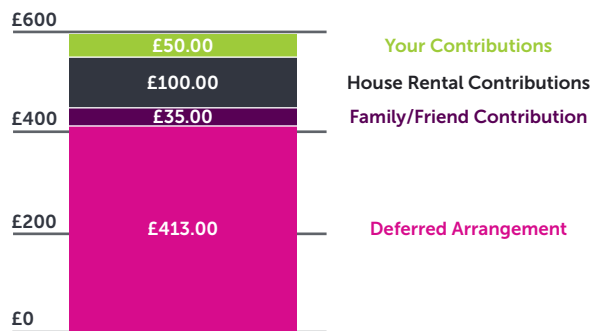 £600
£50.00 Your Contributions
£100.00 House Rental Contributions
£35.00 Family/Friend Contribution
£400
£413.00 Deferred Arrangement
£200
£0